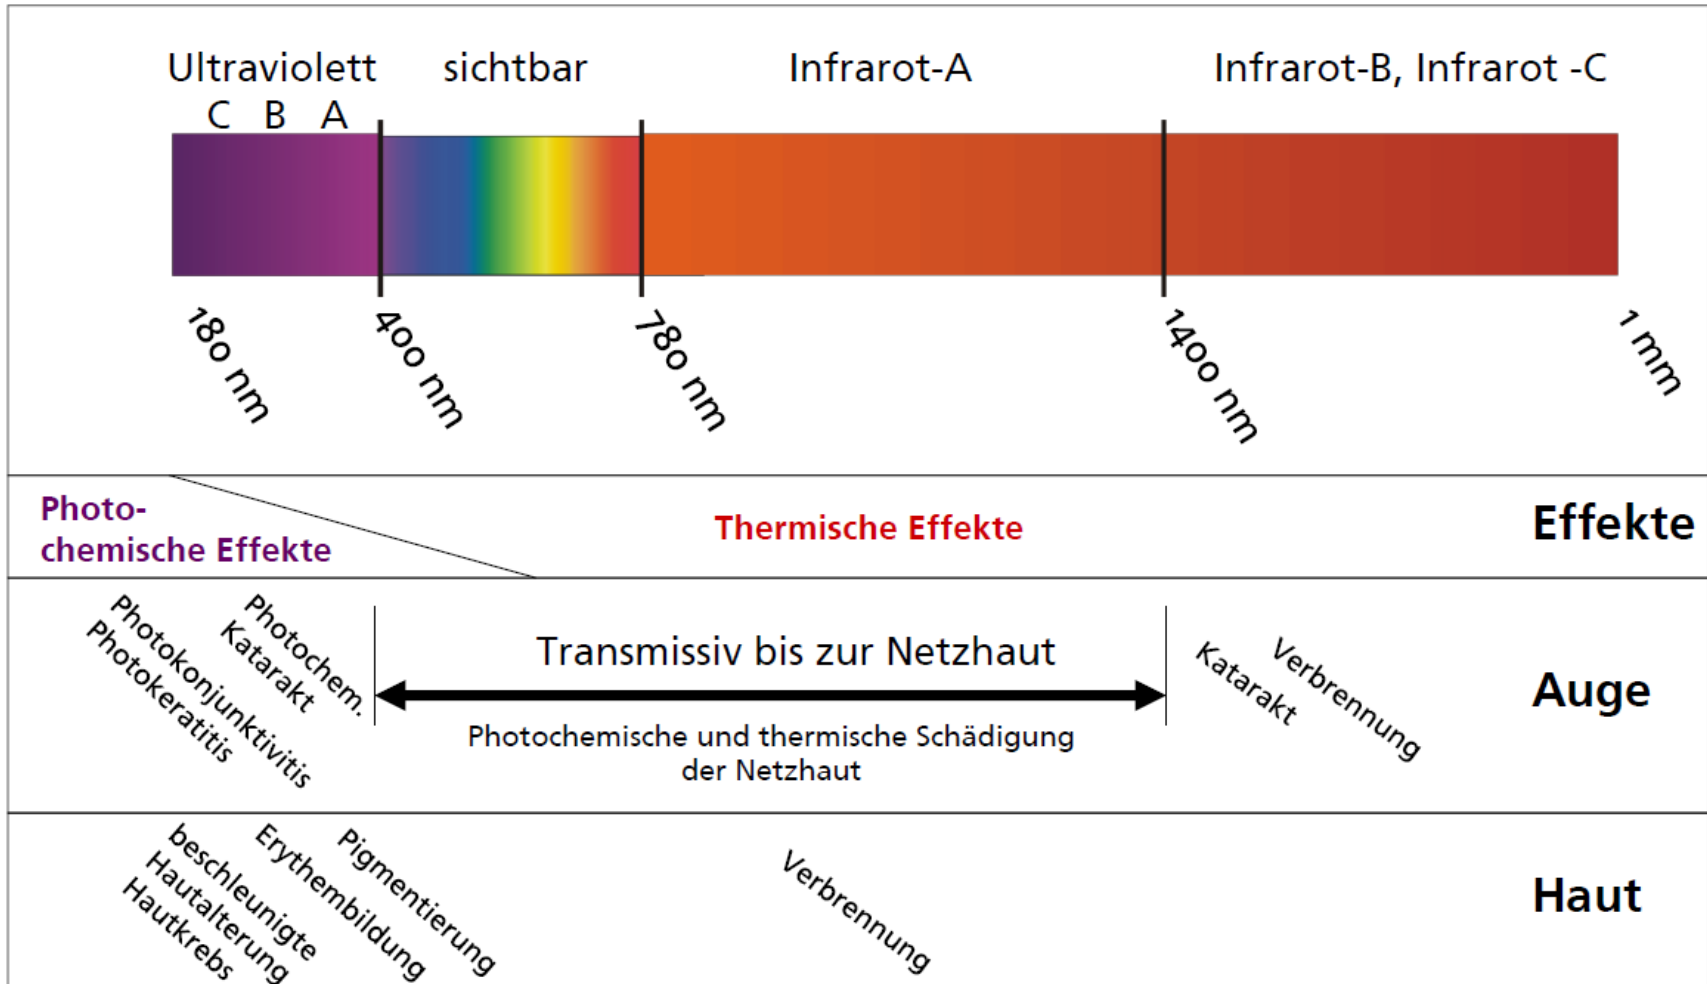 Ultraviolett
C B A
sichtbar
Infrarot-A
Infrarot-B, Infrarot -C
180 nm
400 nm
780 nm
1400 nm
1 mm
Photo-
chemische Effekte
Thermische Effekte
Effekte
Photokeratitis
Photokonjunktivitis
Photochem.
Katarakt
Transmissiv bis zur Netzhaut
Photochemische und thermische Schädigung
der Netzhaut
Katarakt
Verbrennung
Auge
Hautkrebs
beschleunigte
Hautalterung
Erythembildung
Pigmentierung
Verbrennung
Haut